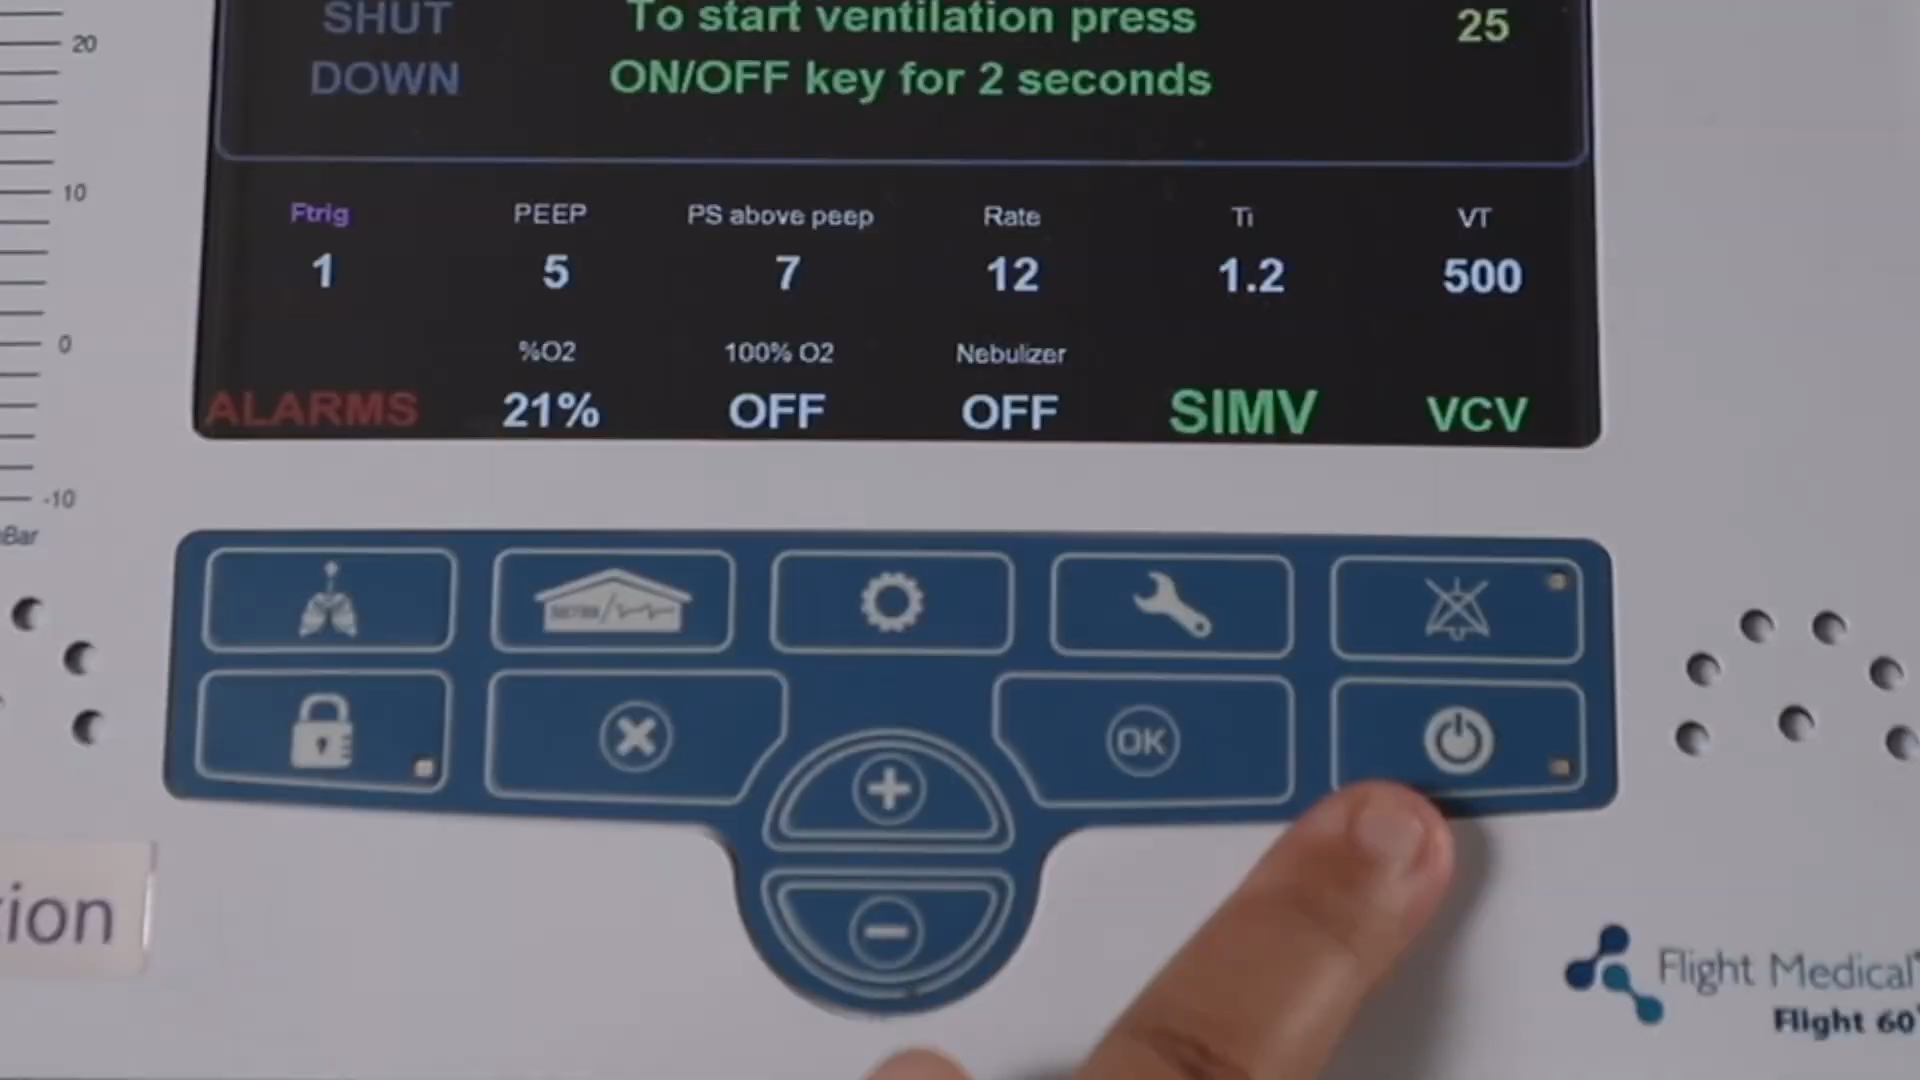 SHUT
DOWN
To start ventilation press
ON/OFF key for 2 seconds
25
Ftrig PEEP PS above peep Rate Ti VT
1 5 7 12 1.2 500
%O2 100% O2 Nebulizer
ALARMS 21% OFF OFF SIMV VCV
20
10
0
-10
OK
Flight Medical
Flight 60